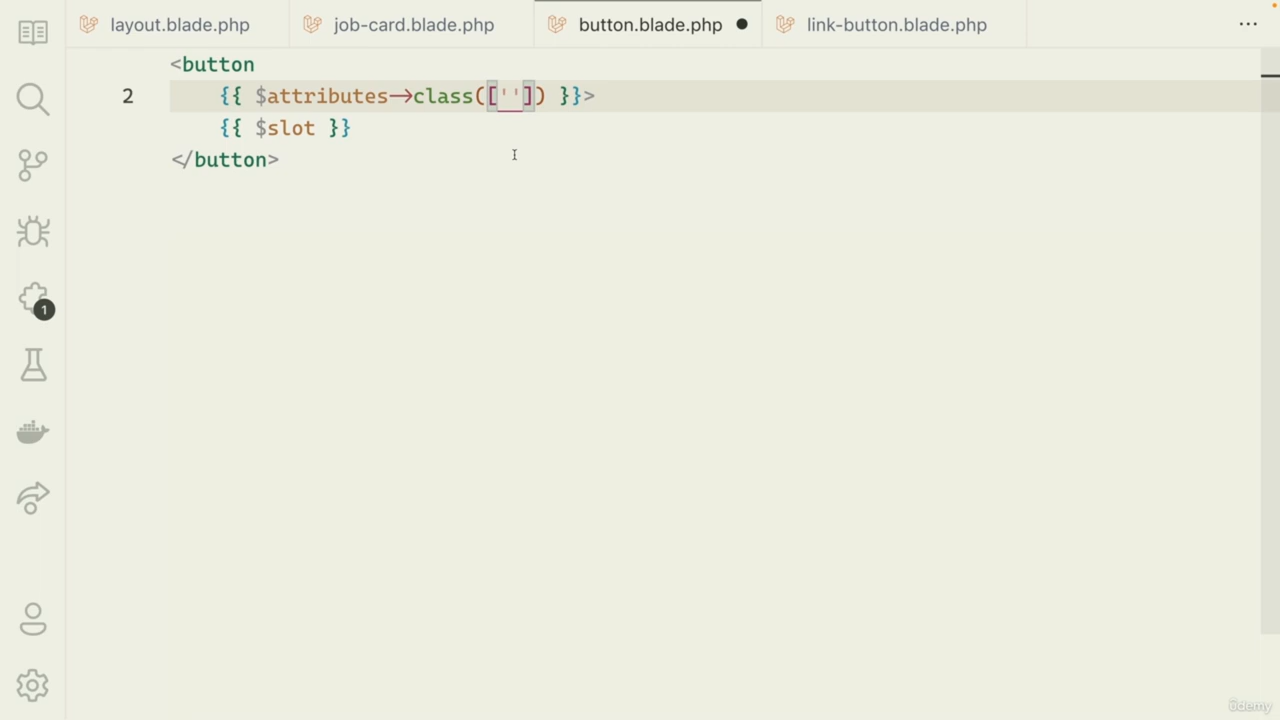 layout.blade.php job-card.blade.php button.blade.php link-button.blade.php
<button
2 {{ $attributes->class(['']) }}>
{{ $slot }}
</button>
1
ûdemy